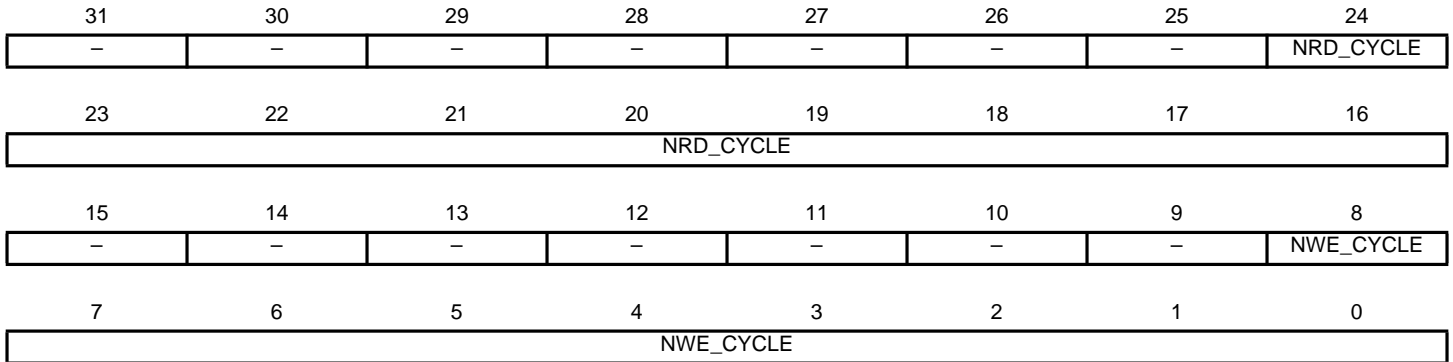 31 30 29 28 27 26 25 24
– – – – – – – NRD_CYCLE
23 22 21 20 19 18 17 16
NRD_CYCLE
15 14 13 12 11 10 9 8
– – – – – – – NWE_CYCLE
7 6 5 4 3 2 1 0
NWE_CYCLE